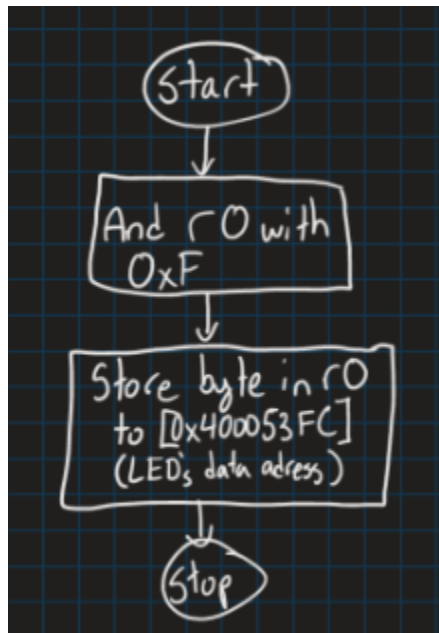 Start
And r0 with
0xF
Store byte in r0
to [0x400053FC]
(LED's data adress)
Stop